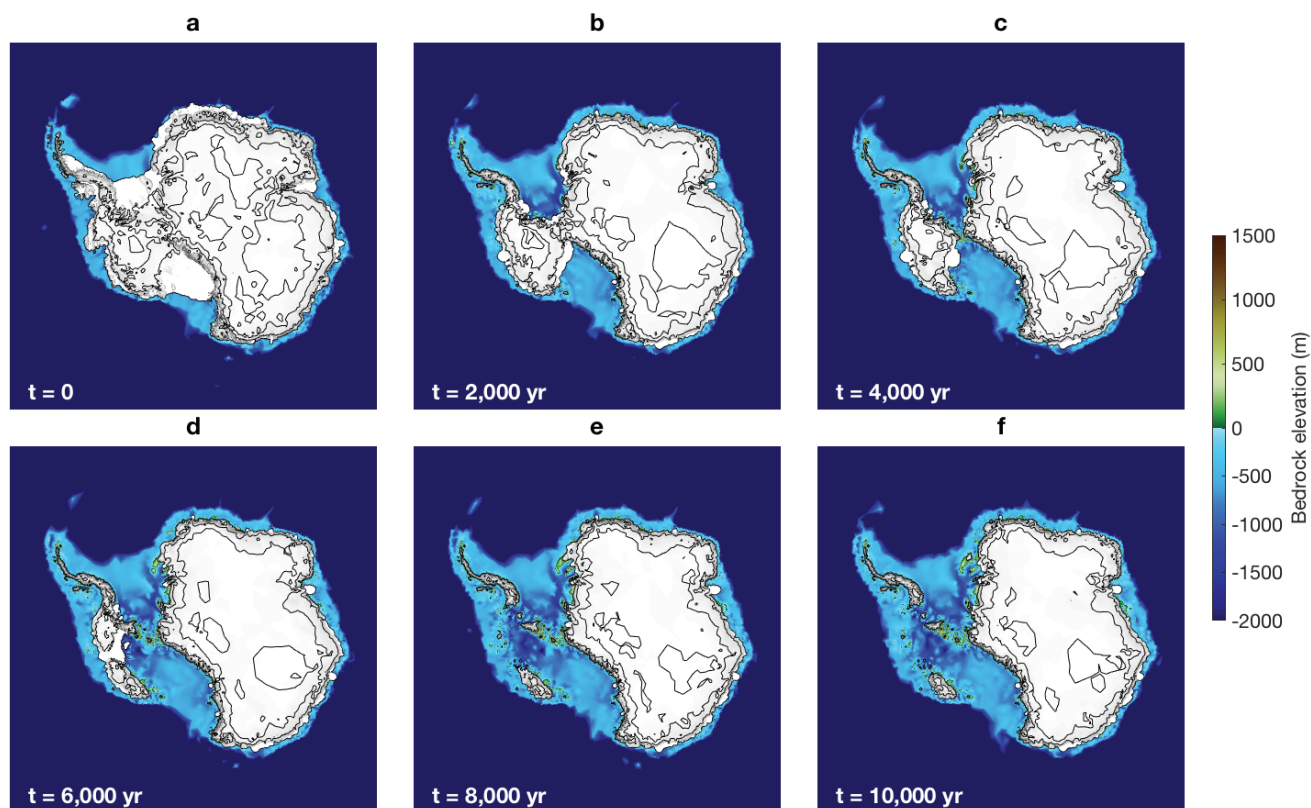 a
b
c
t = 0
t = 2,000 yr
t = 4,000 yr
d
e
f
t = 6,000 yr
t = 8,000 yr
t = 10,000 yr
1500
1000
500
0
-500
-1000
-1500
-2000
Bedrock elevation (m)